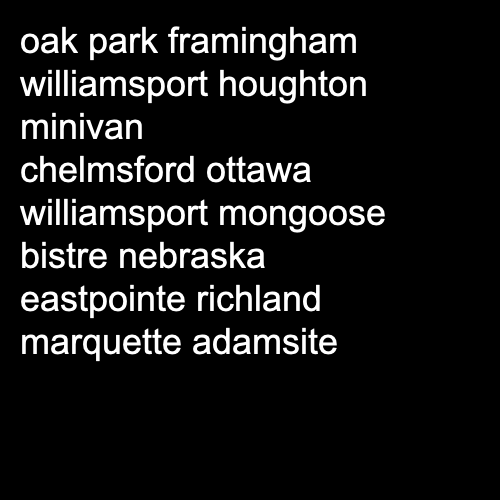 oak park framingham
williamsport houghton
minivan
chelmsford ottawa
williamsport mongoose
bistre nebraska
eastpointe richland
marquette adamsite